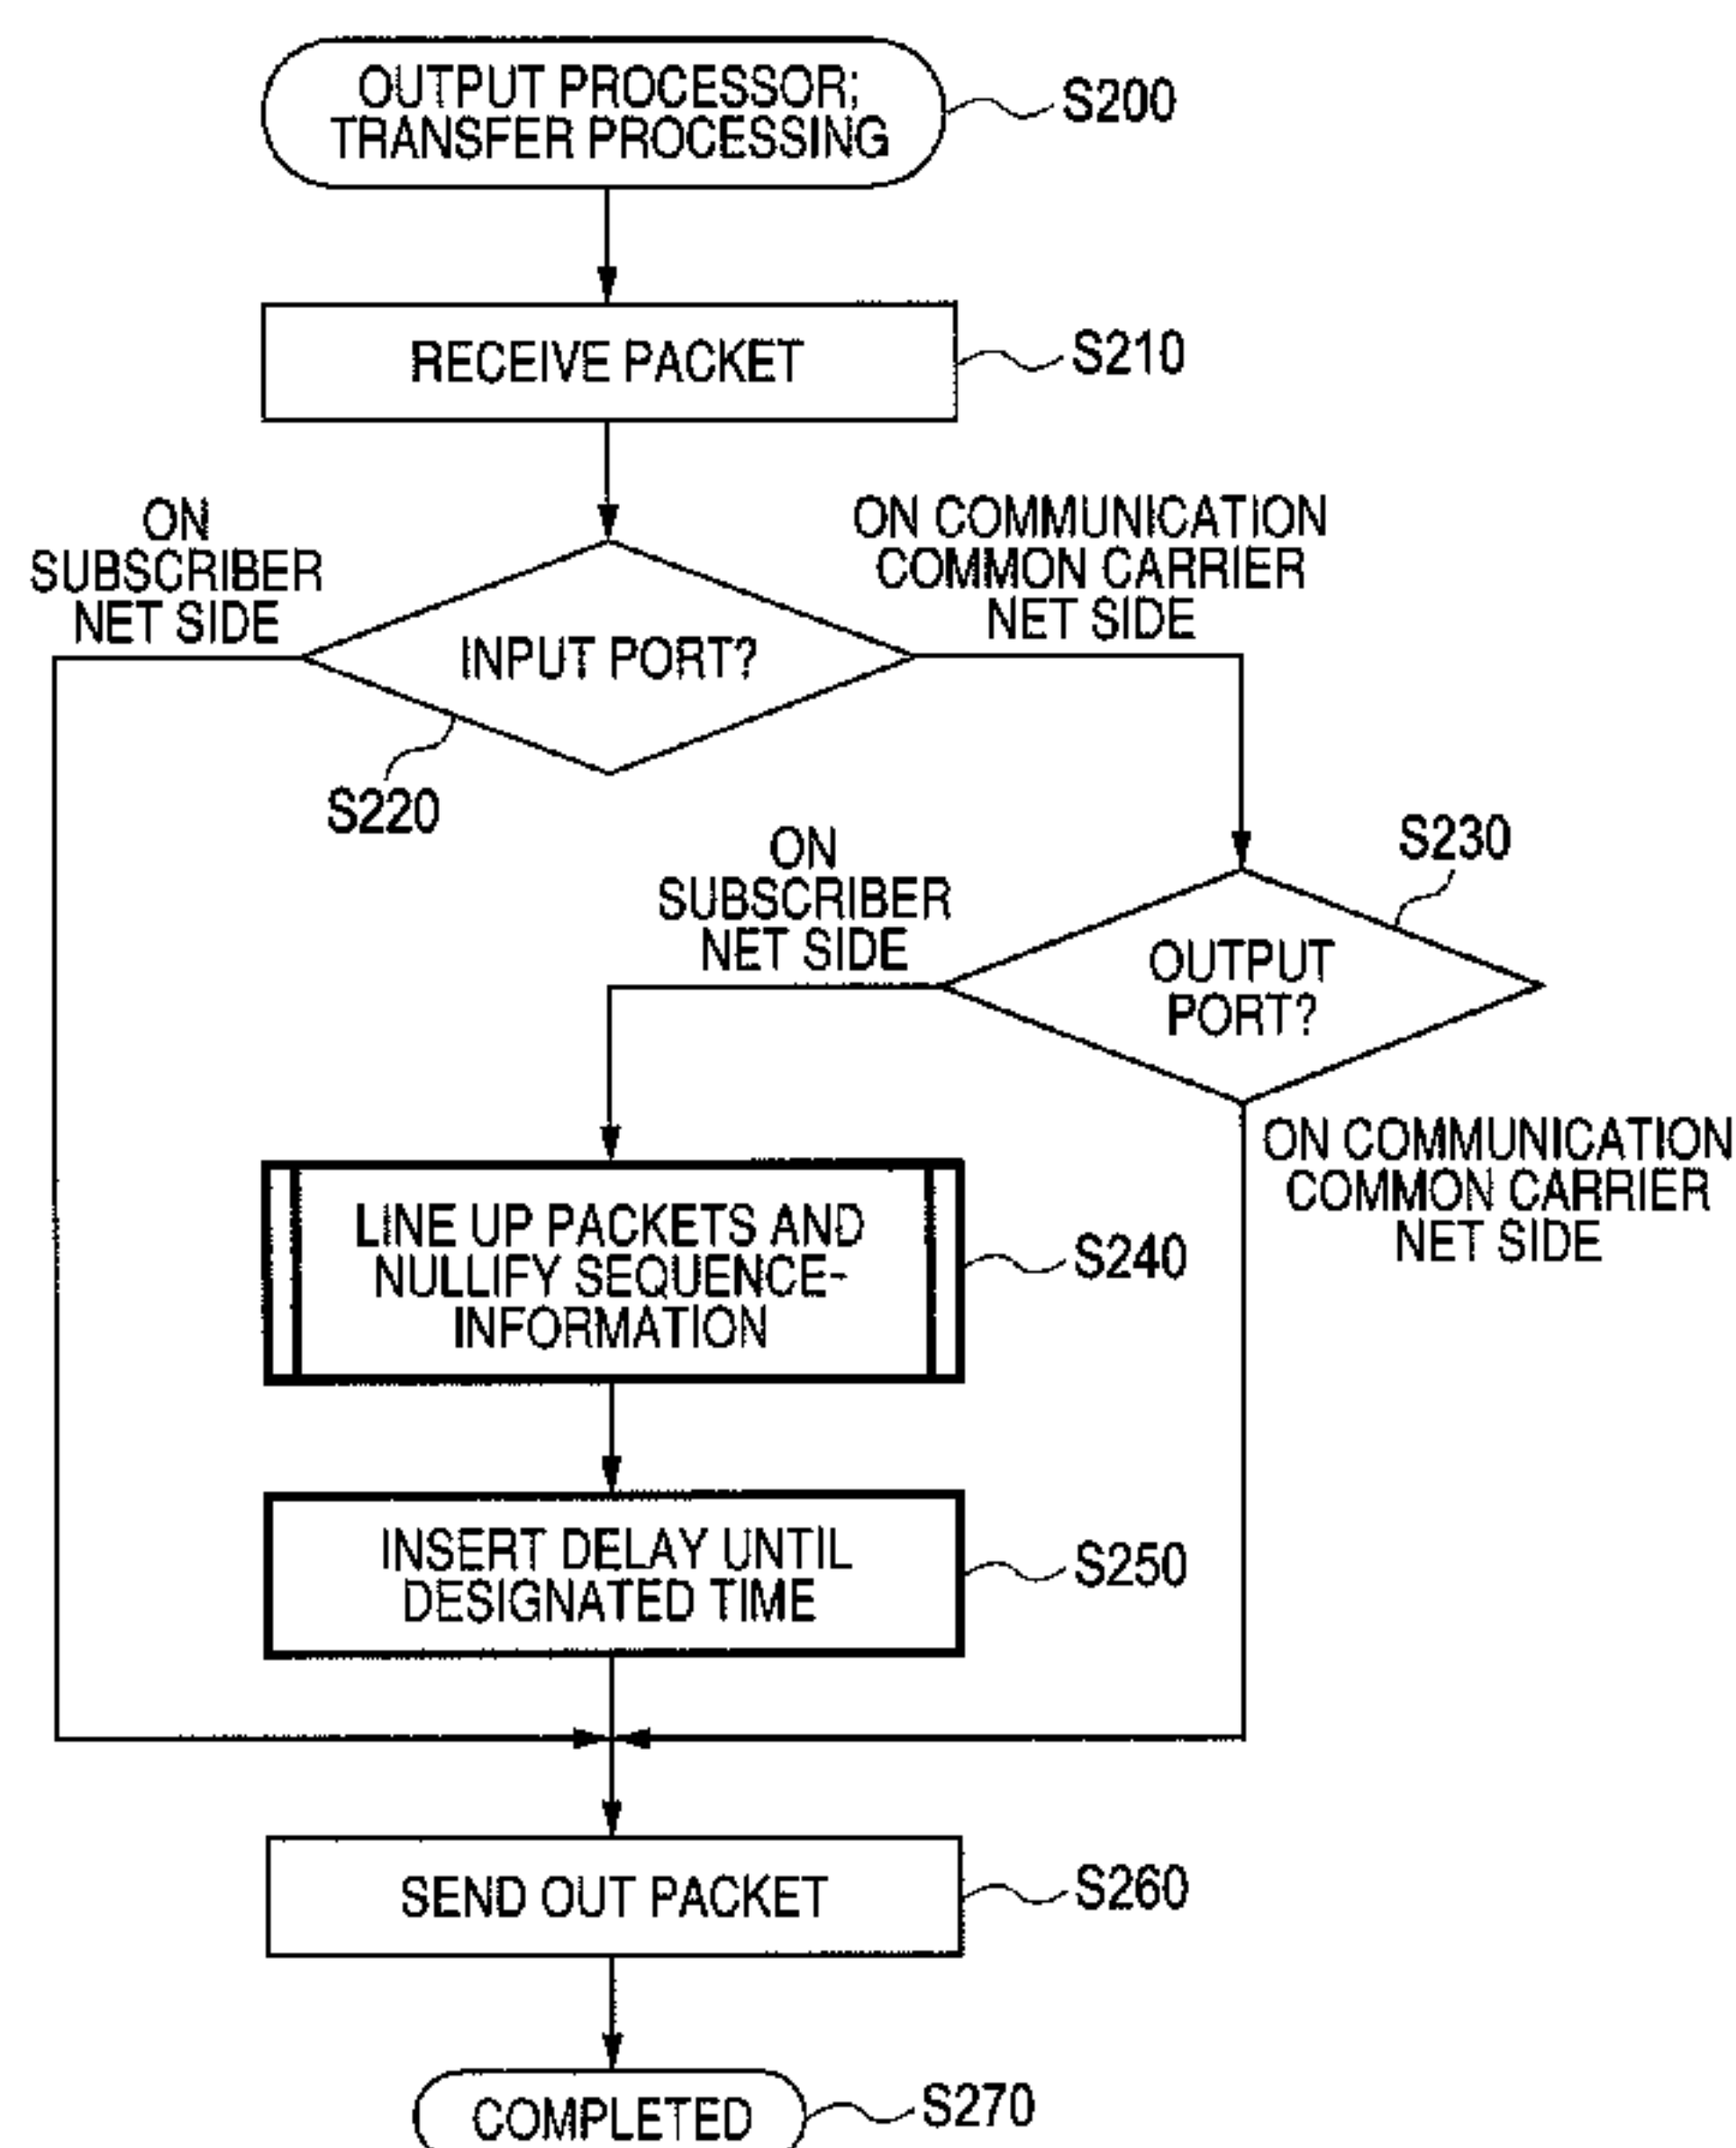 OUTPUT PROCESSOR;
TRANSFER PROCESSING
S200
RECEIVE PACKET
S210
ON
SUBSCRIBER
NET SIDE
ON COMMUNICATION
COMMON CARRIER
NET SIDE
INPUT PORT?
S220
S230
ON
SUBSCRIBER
NET SIDE
OUTPUT
PORT?
ON COMMUNICATION
COMMON CARRIER
NET SIDE
LINE UP PACKETS AND
NULLIFY SEQUENCE-
INFORMATION
S240
INSERT DELAY UNTIL
DESIGNATED TIME
S250
SEND OUT PACKET
S260
COMPLETED
S270